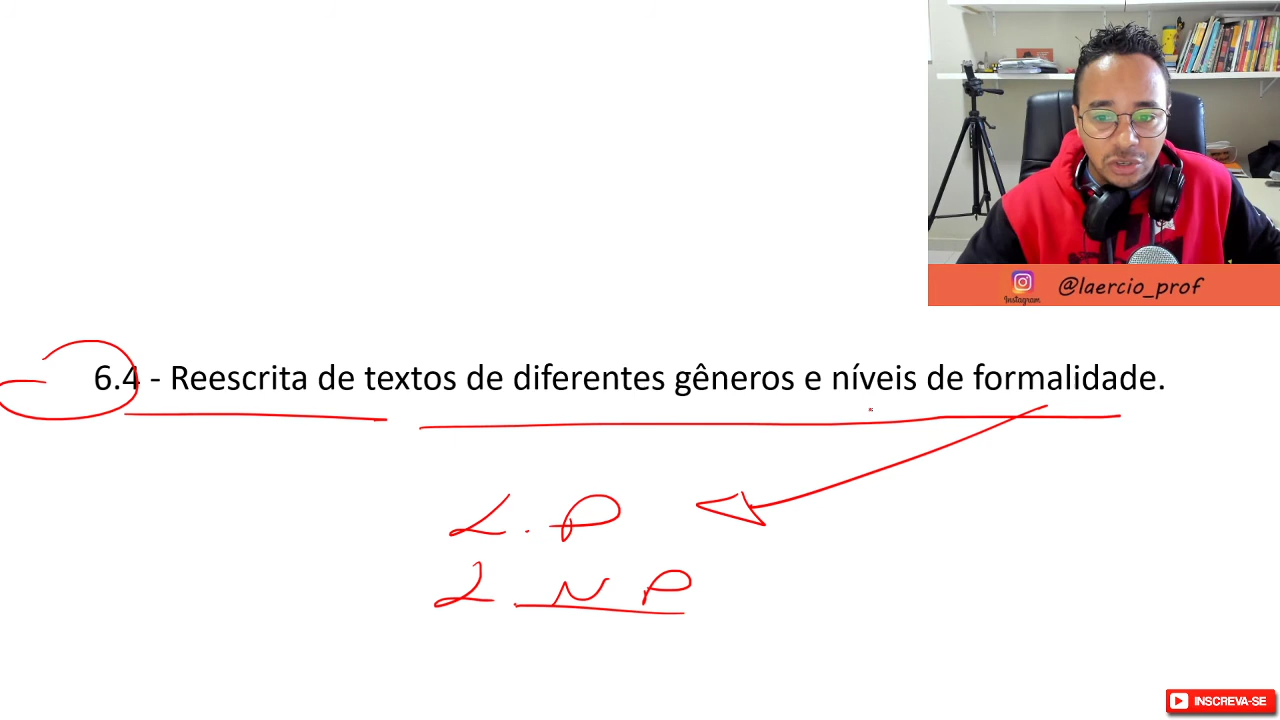 Instagram
@laercio_prof
6.4 - Reescrita de textos de diferentes gêneros e níveis de formalidade.
L. P
L. N P
INSCREVA-SE